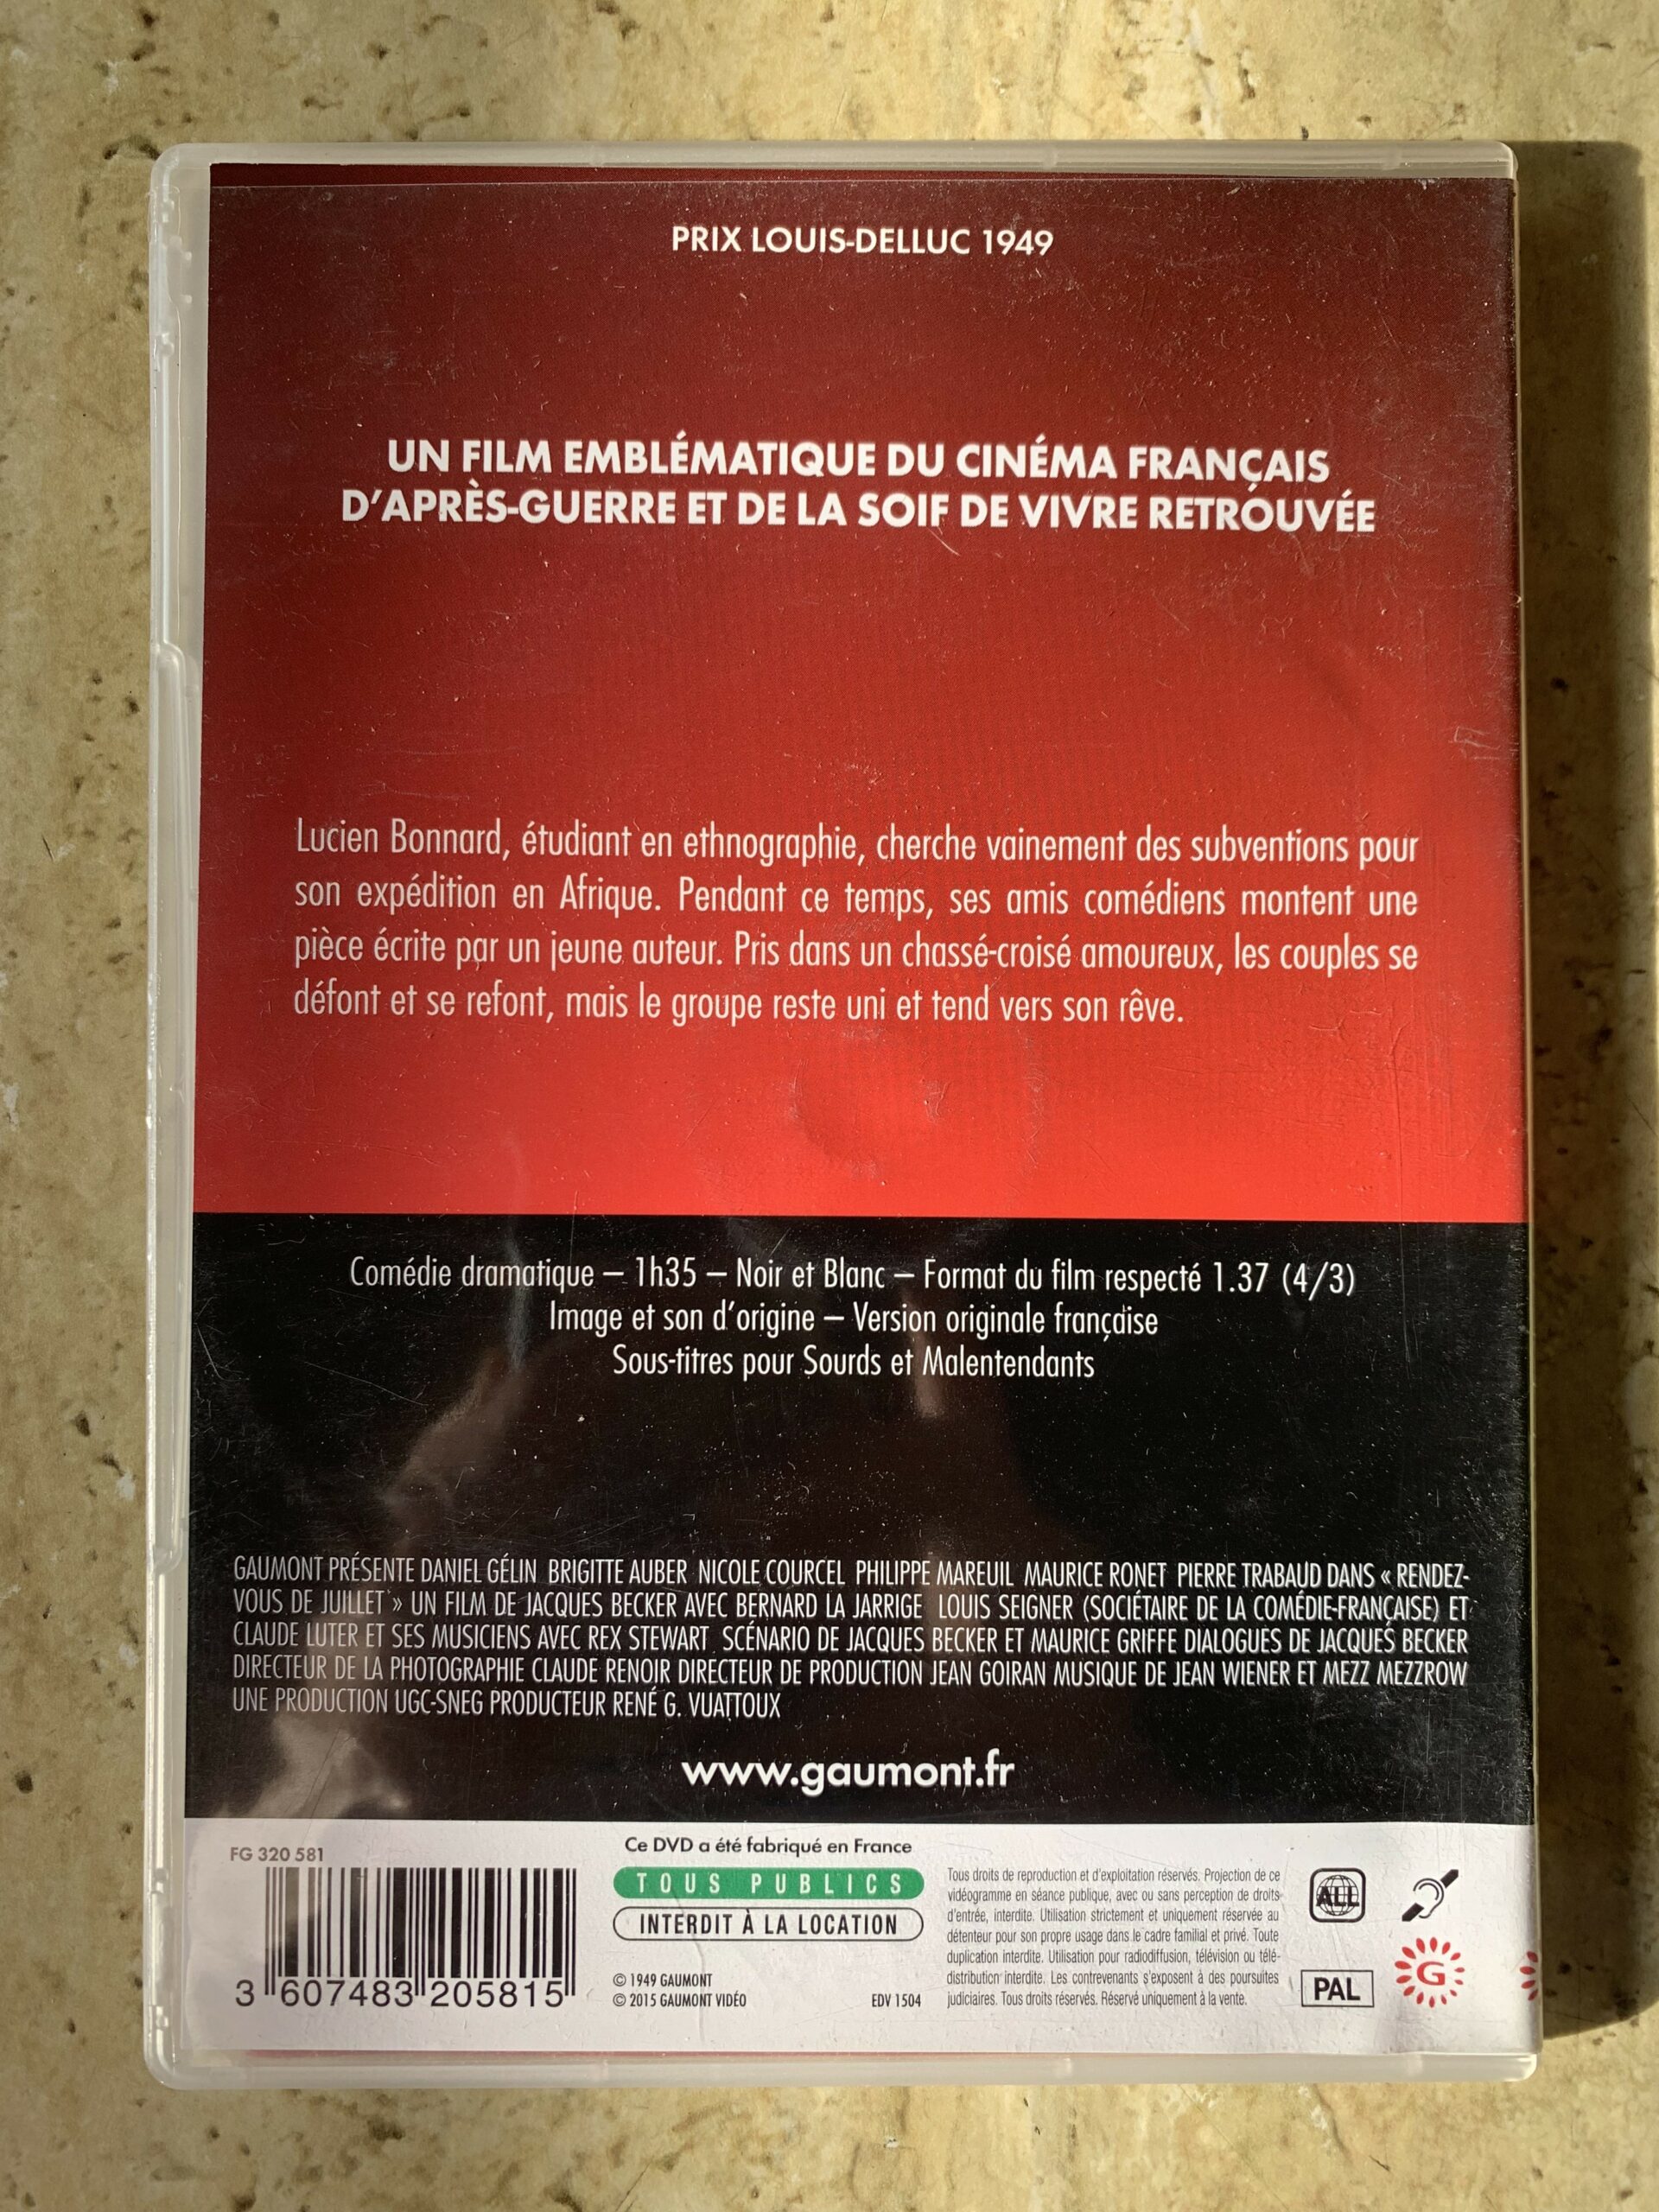 PRIX LOUIS-DELLUC 1949
UN FILM EMBLÉMATIQUE DU CINÉMA FRANÇAIS
D'APRÈS-GUERRE ET DE LA SOIF DE VIVRE RETROUVÉE
Lucien Bonnard, étudiant en ethnographie, cherche vainement des subventions pour
son expédition en Afrique. Pendant ce temps, ses amis comédiens montent une
pièce écrite par un jeune auteur. Pris dans un chassé-croisé amoureux, les couples se
défont et se refont, mais le groupe reste uni et tend vers son rêve.
Comédie dramatique – 1h35 – Noir et Blanc – Format du film respecté 1.37 (4/3)
Image et son d'origine – Version originale française
Sous-titres pour Sourds et Malentendants
GAUMONT PRÉSENTE DANIEL GÉLIN BRIGITTE AUBER NICOLE COURCEL PHILIPPE MAREUIL MAURICE RONET PIERRE TRABAUD DANS « RENDEZ-
VOUS DE JUILLET » UN FILM DE JACQUES BECKER AVEC BERNARD LA JARRIGE LOUIS SEIGNER (SOCIÉTAIRE DE LA COMÉDIE-FRANÇAISE) ET
CLAUDE LUTER ET SES MUSICIENS AVEC REX STEWART SCÉNARIO DE JACQUES BECKER ET MAURICE GRIFFE DIALOGUES DE JACQUES BECKER
DIRECTEUR DE LA PHOTOGRAPHIE CLAUDE RENOIR DIRECTEUR DE PRODUCTION JEAN GOIRAN MUSIQUE DE JEAN WIENER ET MEZZ MEZZROW
UNE PRODUCTION UGC-SNEG PRODUCTEUR RENÉ G. VUATTOUX
www.gaumont.fr
FG 320 581
3 607483 205815
Ce DVD a été fabriqué en France
TOUS PUBLICS
INTERDIT À LA LOCATION
© 1949 GAUMONT
© 2015 GAUMONT VIDÉO
EDV 1504
Tous droits de reproduction et d'exploitation réservés. Projection de ce
vidéogramme en séance publique, avec ou sans perception de droits
d'entrée, interdite. Utilisation strictement et uniquement réservée au
détenteur pour son propre usage dans le cadre familial et privé. Toute
duplication interdite. Utilisation pour radiodiffusion, télévision ou télé-
distribution interdite. Les contrevenants s'exposent à des poursuites
judiciaires. Tous droits réservés. Réservé uniquement à la vente.
ALL
PAL
G